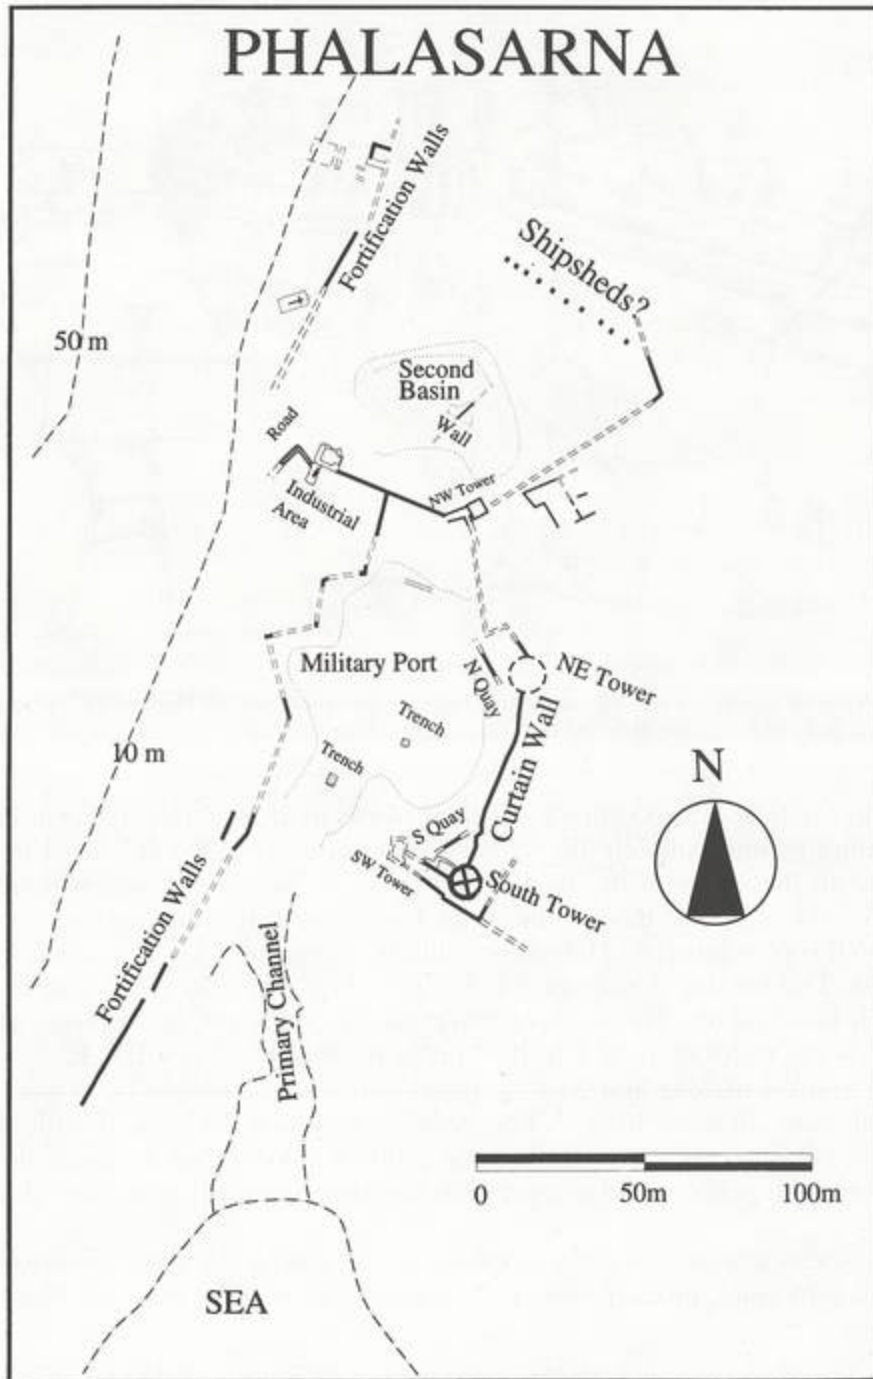 PHALASARNA
Fortification Walls
Shipsheds?
50 m
Second
Basin
Wall
Road
NW Tower
Industrial
Area
Military Port
N Quay
NE Tower
Trench
Trench
10 m
Curtain Wall
N
S Quay
SW Tower
South Tower
Fortification Walls
Primary Channel
0 50m 100m
SEA